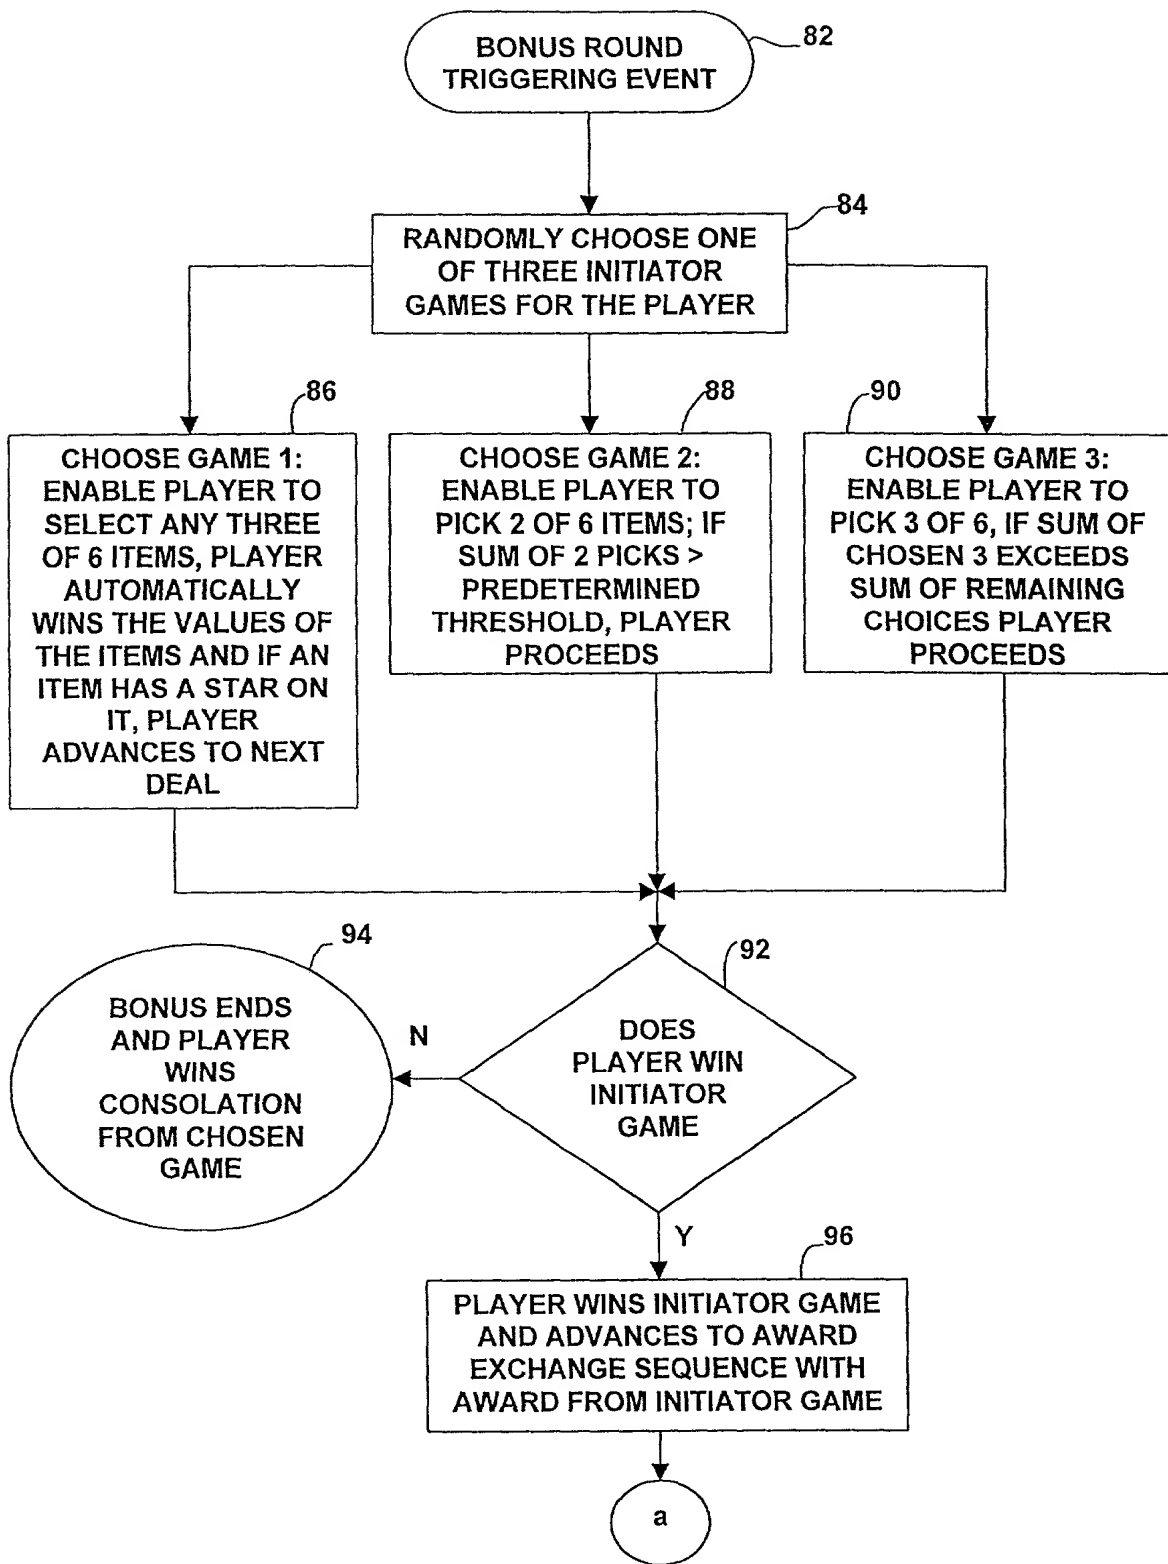 BONUS ROUND
TRIGGERING EVENT
82
84
RANDOMLY CHOOSE ONE
OF THREE INITIATOR
GAMES FOR THE PLAYER
86
CHOOSE GAME 1:
ENABLE PLAYER TO
SELECT ANY THREE
OF 6 ITEMS, PLAYER
AUTOMATICALLY
WINS THE VALUES OF
THE ITEMS AND IF AN
ITEM HAS A STAR ON
IT, PLAYER
ADVANCES TO NEXT
DEAL
88
CHOOSE GAME 2:
ENABLE PLAYER TO
PICK 2 OF 6 ITEMS; IF
SUM OF 2 PICKS >
PREDETERMINED
THRESHOLD, PLAYER
PROCEEDS
90
CHOOSE GAME 3:
ENABLE PLAYER TO
PICK 3 OF 6, IF SUM OF
CHOSEN 3 EXCEEDS
SUM OF REMAINING
CHOICES PLAYER
PROCEEDS
94
BONUS ENDS
AND PLAYER
WINS
CONSOLATION
FROM CHOSEN
GAME
N
92
DOES
PLAYER WIN
INITIATOR
GAME
Y
96
PLAYER WINS INITIATOR GAME
AND ADVANCES TO AWARD
EXCHANGE SEQUENCE WITH
AWARD FROM INITIATOR GAME
a